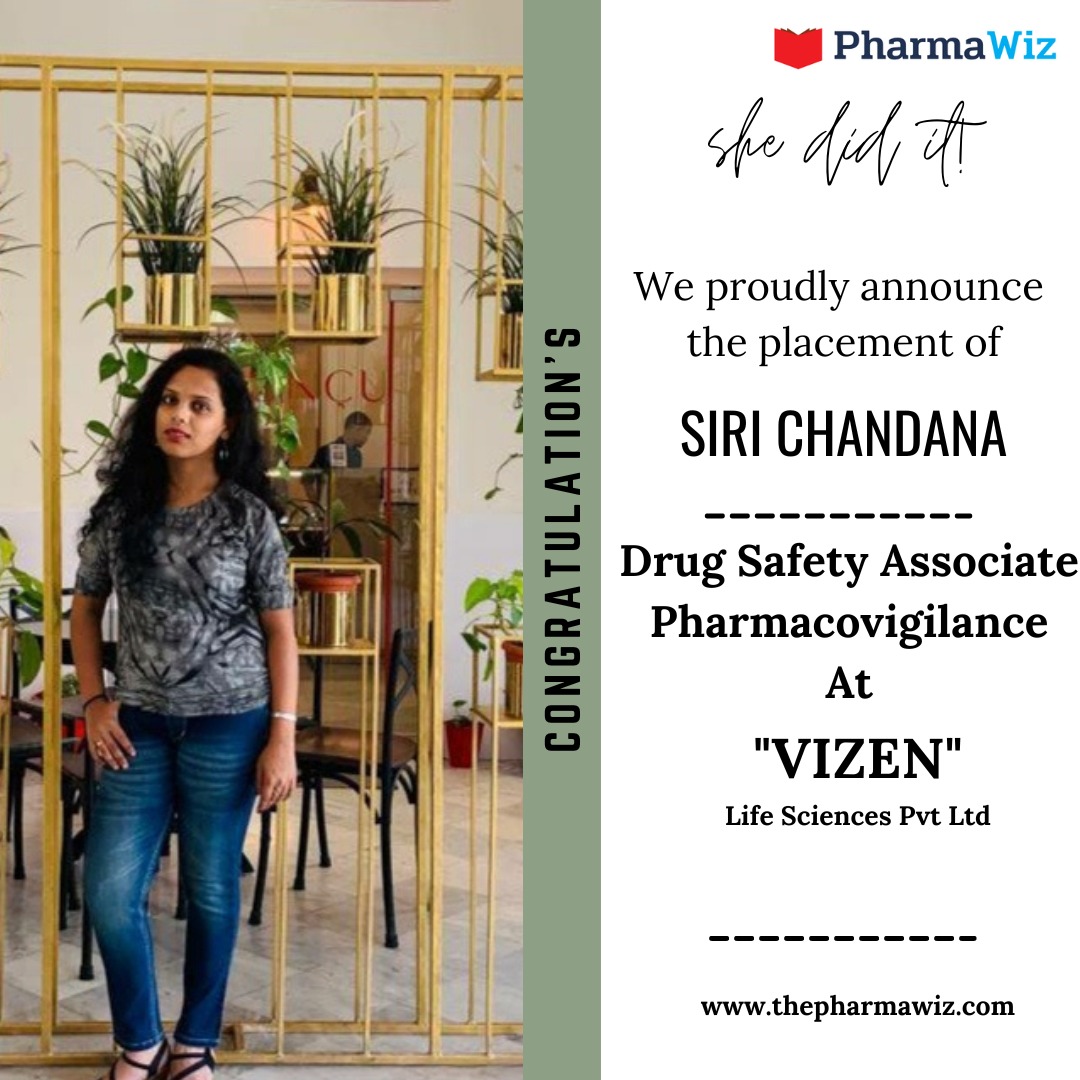 PharmaWiz
she did it!
We proudly announce
the placement of
SIRI CHANDANA
Drug Safety Associate
Pharmacovigilance
At
"VIZEN"
Life Sciences Pvt Ltd
www.thepharmawiz.com
CONGRATULATION'S